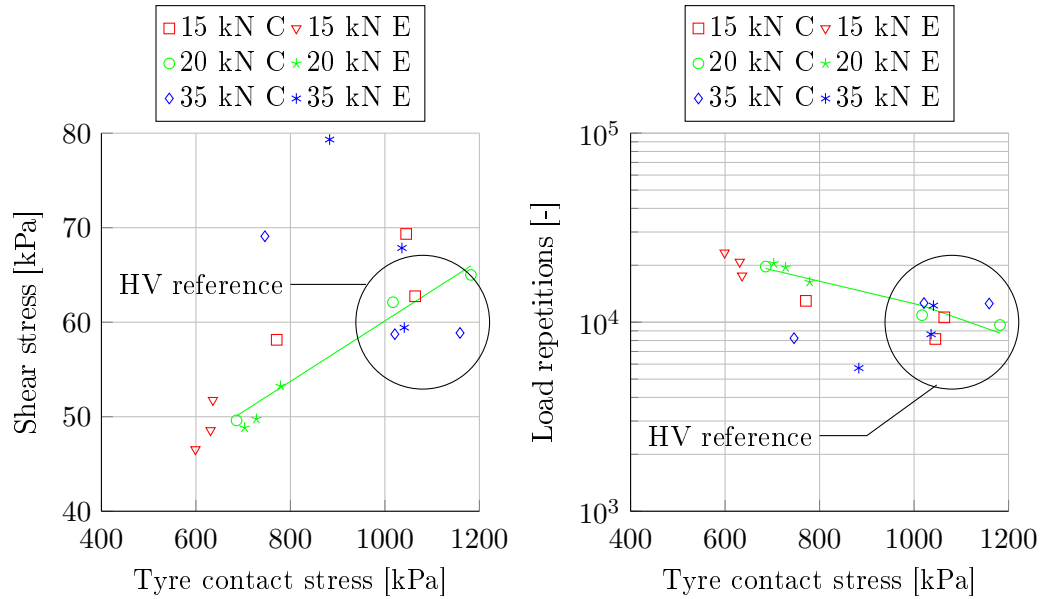 15 kN C 15 kN E
20 kN C 20 kN E
35 kN C 35 kN E
80
70
60
50
40
400 600 800 1000 1200
Shear stress [kPa]
HV reference
Tyre contact stress [kPa]
15 kN C 15 kN E
20 kN C 20 kN E
35 kN C 35 kN E
10^5
10^4
10^3
400 600 800 1000 1200
Load repetitions [-]
HV reference
Tyre contact stress [kPa]